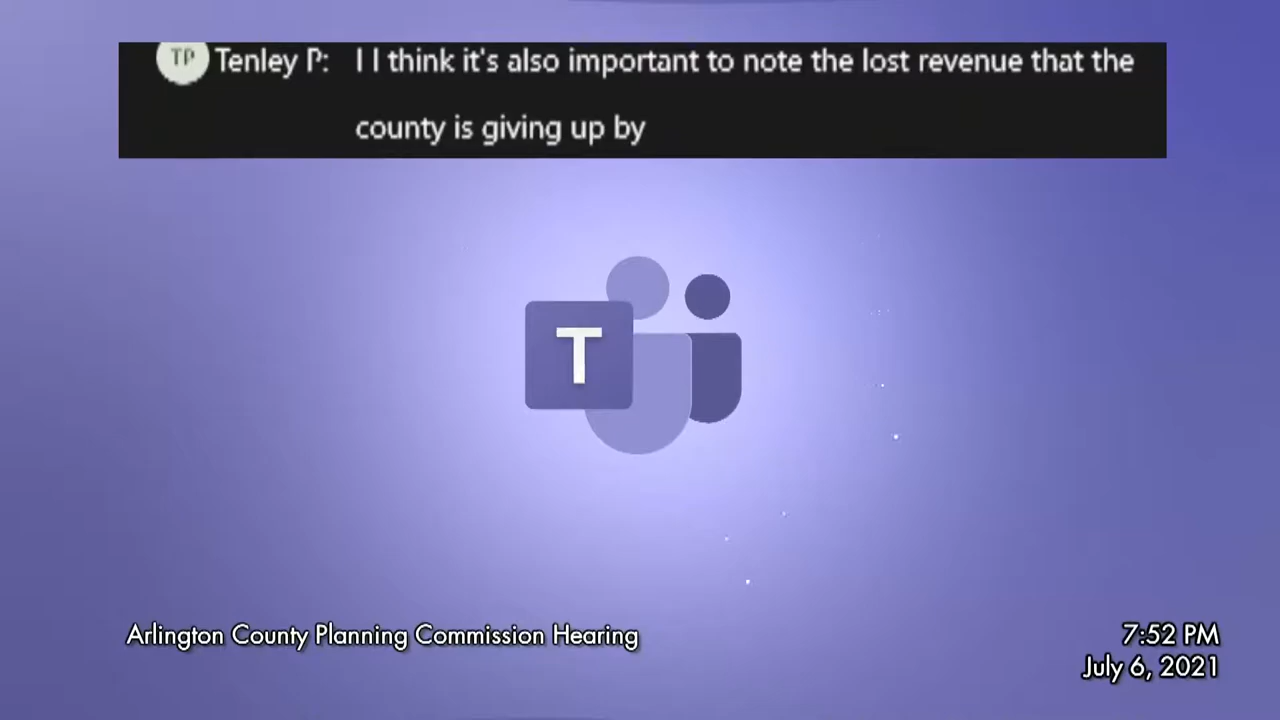 TP Tenley P: I I think it's also important to note the lost revenue that the
county is giving up by
T
Arlington County Planning Commission Hearing
7:52 PM
July 6, 2021